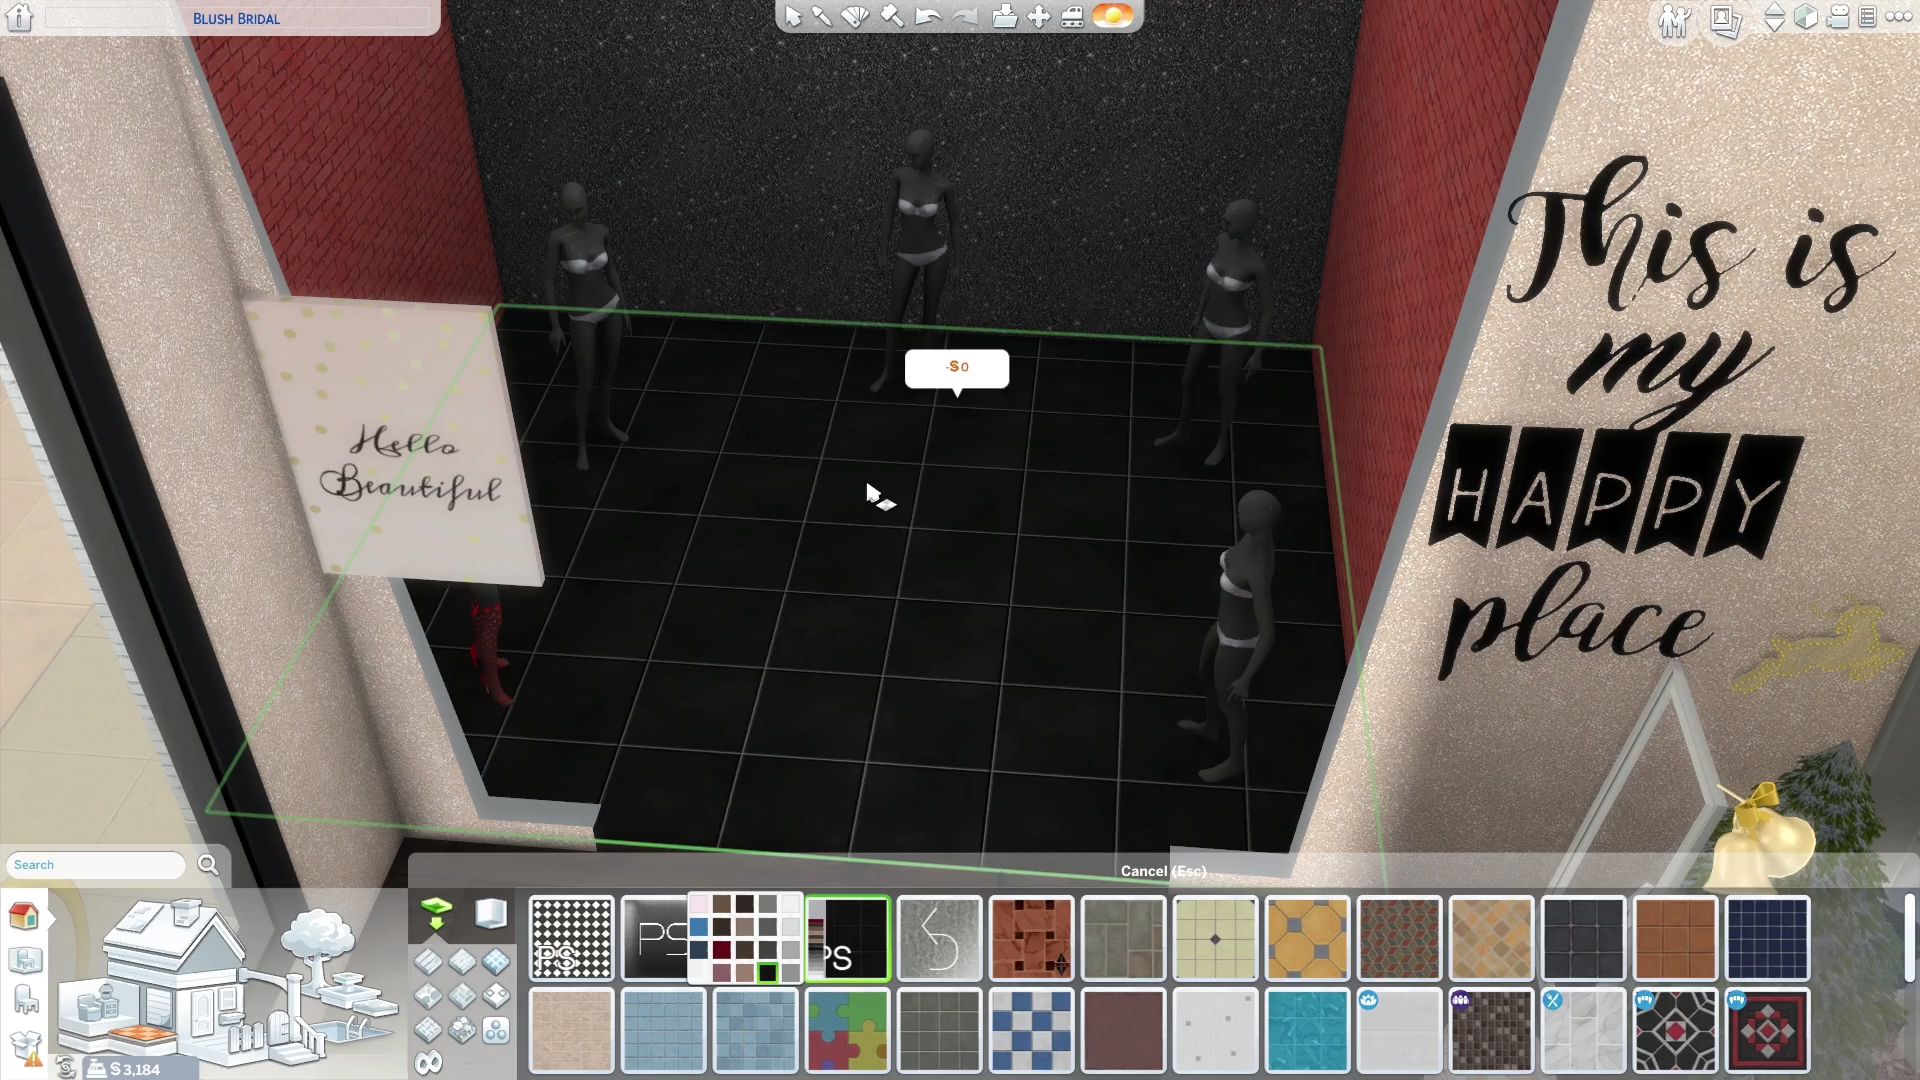 BLUSH BRIDAL
This is
my
HAPPY
place
-§0
Hello
Beautiful
Search
Cancel (Esc)
PS
PS
PS
§3,184